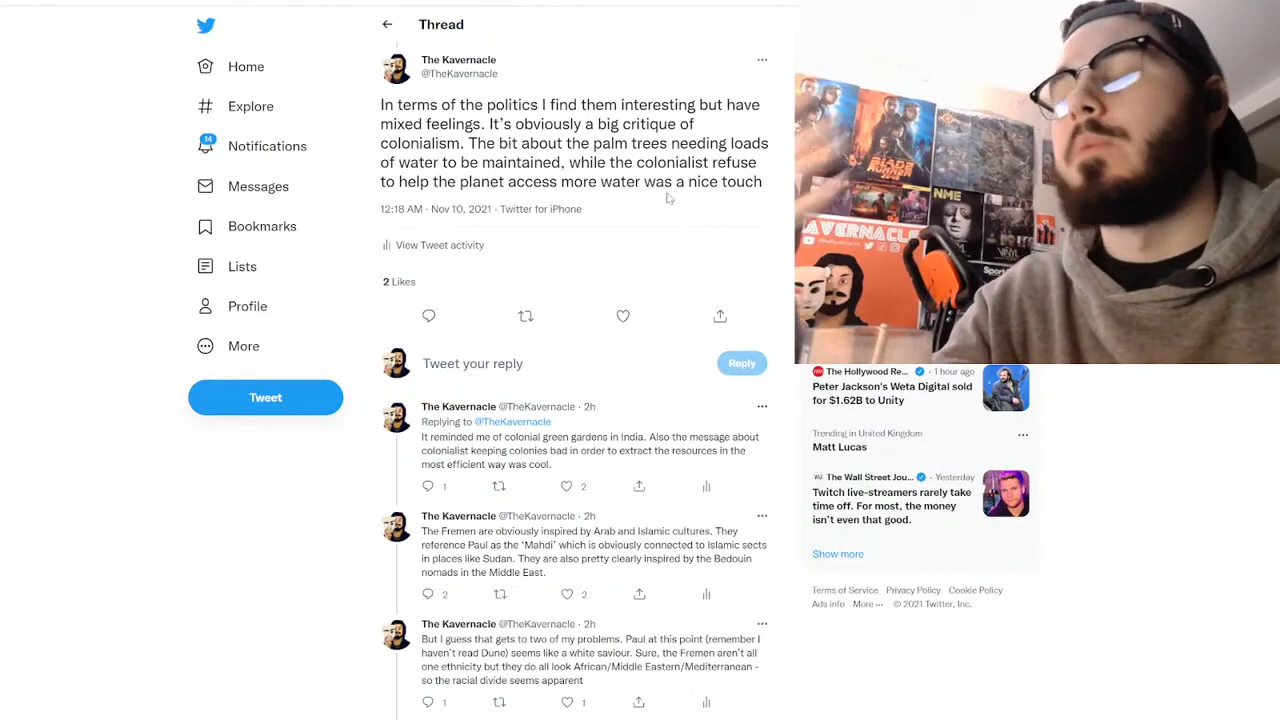 Home
Explore
14
Notifications
Messages
Bookmarks
Lists
Profile
More
Tweet
Thread
The Kavernacle
@TheKavernacle
In terms of the politics I find them interesting but have
mixed feelings. It's obviously a big critique of
colonialism. The bit about the palm trees needing loads
of water to be maintained, while the colonialist refuse
to help the planet access more water was a nice touch
12:18 AM · Nov 10, 2021 · Twitter for iPhone
View Tweet activity
2 Likes
Tweet your reply
Reply
The Kavernacle @TheKavernacle · 2h
Replying to @TheKavernacle
It reminded me of colonial green gardens in India. Also the message about
colonialist keeping colonies bad in order to extract the resources in the
most efficient way was cool.
1
2
The Kavernacle @TheKavernacle · 2h
The Fremen are obviously inspired by Arab and Islamic cultures. They
reference Paul as the 'Mahdi' which is obviously connected to Islamic sects
in places like Sudan. They are also pretty clearly inspired by the Bedouin
nomads in the Middle East.
2
2
The Kavernacle @TheKavernacle · 2h
But I guess that gets to two of my problems. Paul at this point (remember I
haven't read Dune) seems like a white saviour. Sure, the Fremen aren't all
one ethnicity but they do all look African/Middle Eastern/Mediterranean -
so the racial divide seems apparent
1
1
BLADE
RUNNER
2049
NME
AVERNACLE
VINYL
The Hollywood Re... · 1 hour ago
Peter Jackson's Weta Digital sold
for $1.62B to Unity
Trending in United Kingdom
Matt Lucas
WSJ The Wall Street Jou... · Yesterday
Twitch live-streamers rarely take
time off. For most, the money
isn't even that good.
Show more
Terms of Service Privacy Policy Cookie Policy
Ads info More ··· © 2021 Twitter, Inc.